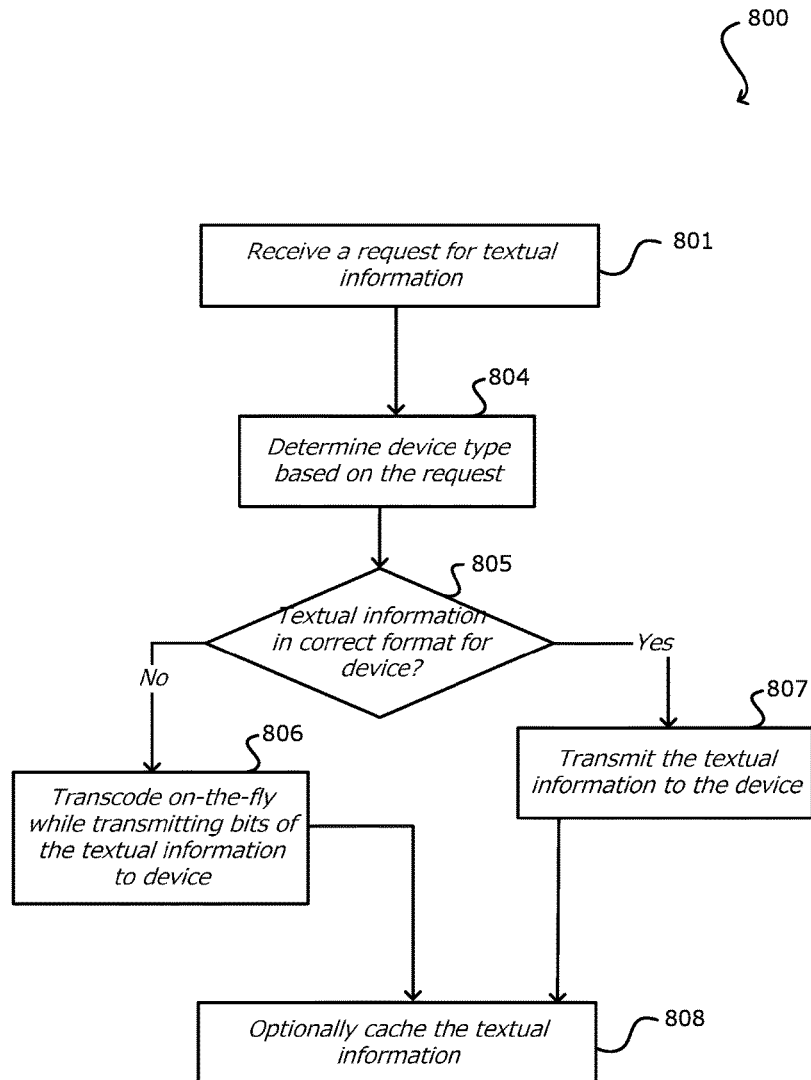 800
Receive a request for textual
information
801
804
Determine device type
based on the request
805
Textual information
in correct format for
device?
No
Yes
806
807
Transcode on-the-fly
while transmitting bits of
the textual information
to device
Transmit the textual
information to the device
Optionally cache the textual
information
808